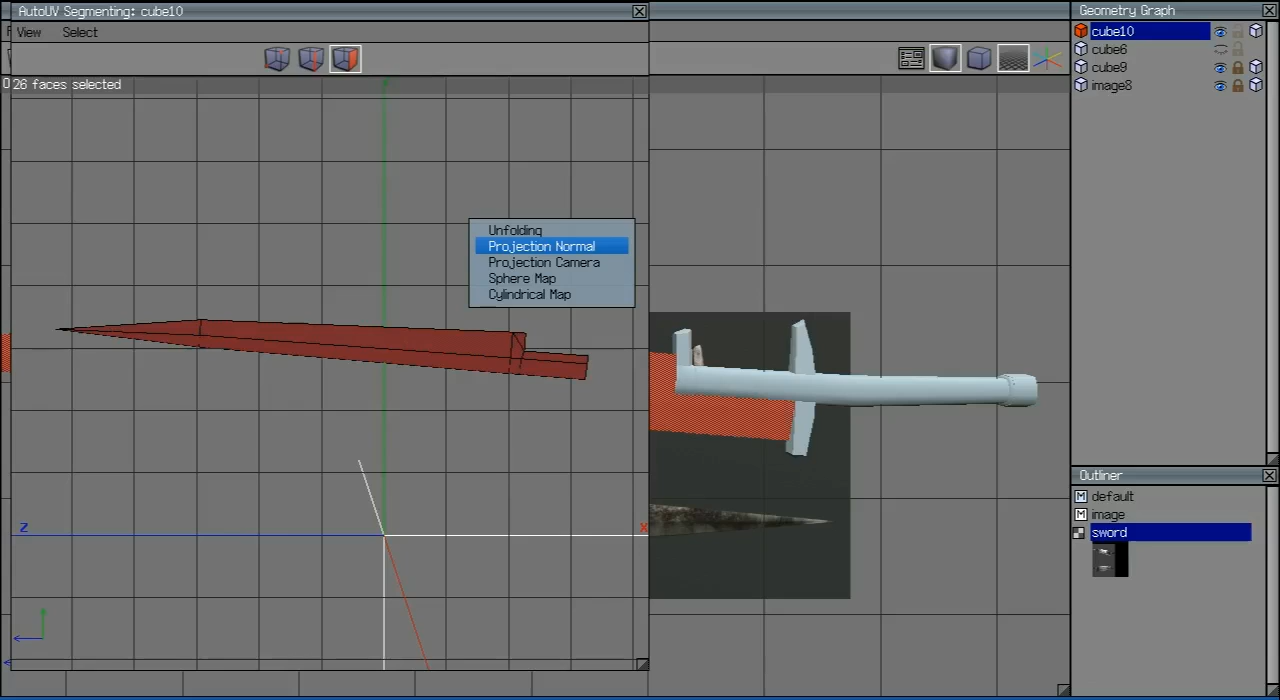 AutoUV Segmenting: cube10
View Select
26 faces selected
Unfolding
Projection Normal
Projection Camera
Sphere Map
Cylindrical Map
Z
X
Geometry Graph
cube10
cube6
cube9
image8
Outliner
M default
M image
sword